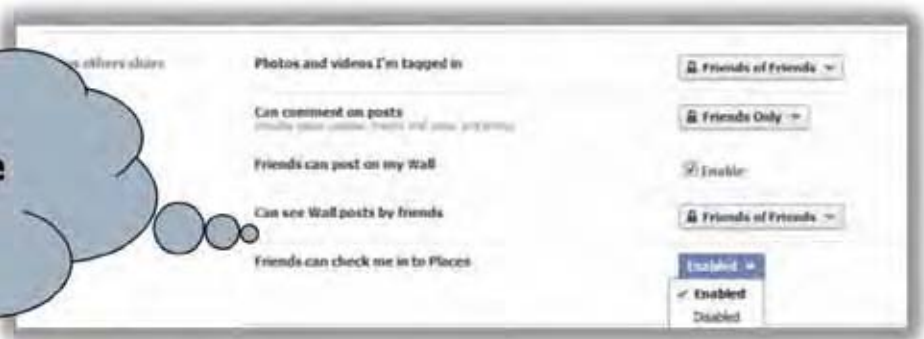 others share
Photos and videos I'm tagged in
Friends of Friends
Can comment on posts
Friends Only
Friends can post on my Wall
Enable
Can see Wall posts by friends
Friends of Friends
Friends can check me in to Places
Enabled
Enabled
Disabled